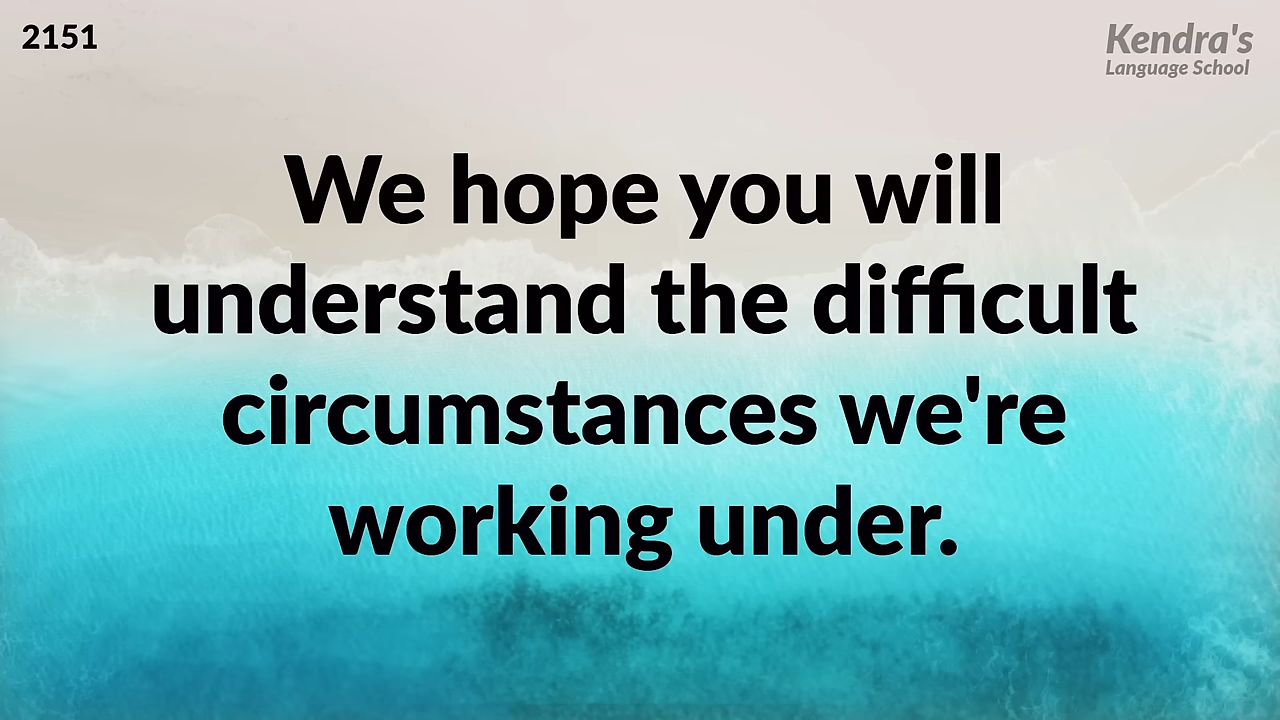 2151
Kendra's
Language School
We hope you will
understand the difficult
circumstances we're
working under.